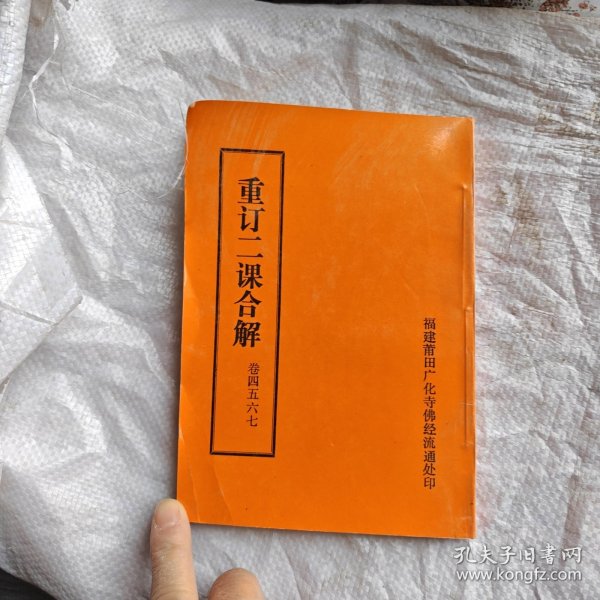 重订二课合解
卷四五六七
福建莆田广化寺佛经流通处印
孔夫子旧书网
www.kongfz.com